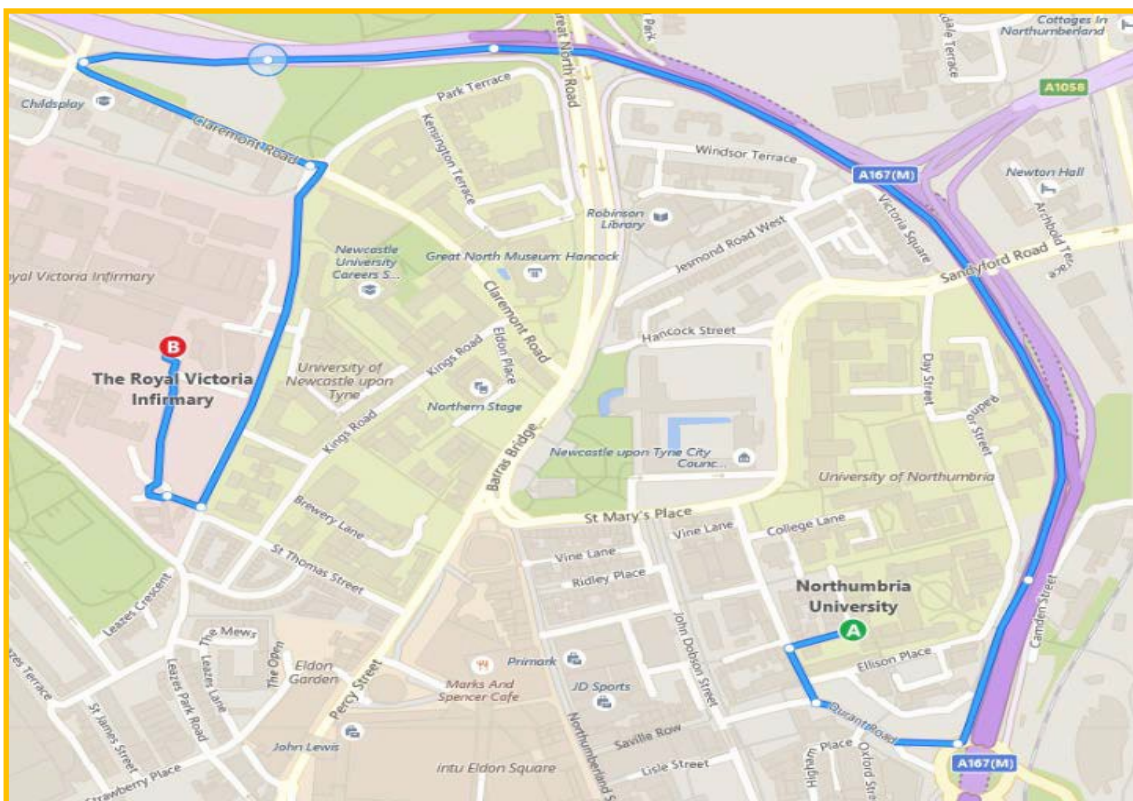 Park
Great North Road
dale Terrace
Cottages In
Northumberland
A1058
Childsplay
Claremont Road
Park Terrace
Kensington Terrace
Windsor Terrace
A167(M)
Newton Hall
Archbold Terrace
Victoria Square
Robinson
Library
Jesmond Road West
Sandyford Road
Newcastle
University
Careers S...
Great North Museum: Hancock
oyal Victoria Infirmary
Claremont Road
Hancock Street
B
The Royal Victoria
Infirmary
University of
Newcastle upon
Tyne
Kings Road
Eldon Place
Northern Stage
Day Street
Kings Road
Barras Bridge
Newcastle upon Tyne City
Counc...
University of Northumbria
Brewery Lane
St Mary's Place
Vine Lane
College Lane
St Thomas Street
Vine Lane
Ridley Place
Northumbria
University
A
Camden Street
Leazes Crescent
The Mews
Leazes Lane
The Open
Eldon
Garden
Percy Street
Marks And
Spencer Cafe
Primark
JD Sports
John Dobson Street
Ellison Place
Durant Road
Leazes Terrace
St James Street
Leazes Park Road
John Lewis
Saville Row
Lisle Street
Higham Place
Oxford Street
A167(M)
Strawberry Place
intu Eldon Square
Northumberland S